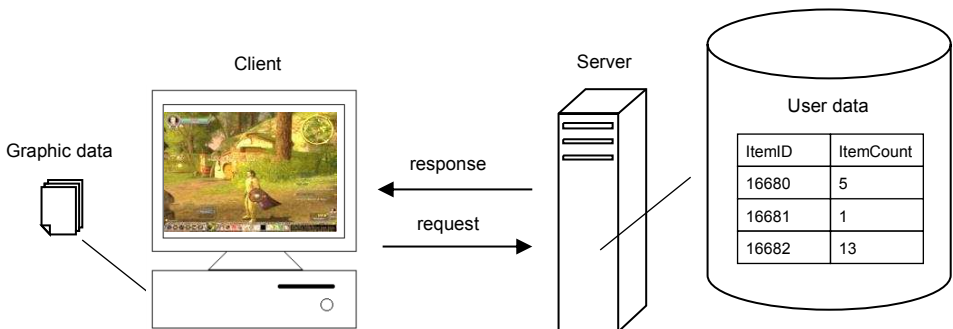 Client
Server
User data
Graphic data
response
request
ItemID ItemCount
16680 5
16681 1
16682 13